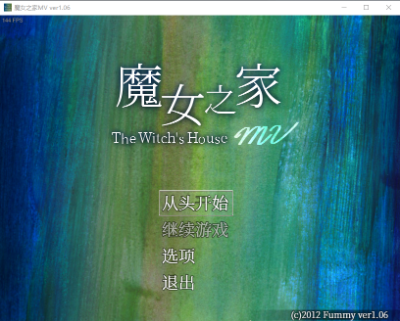 魔女之家MV ver1.06
146 FPS
魔女之家
The Witch's House MV
从头开始
继续游戏
选项
退出
(c)2012 Fummy ver1.06